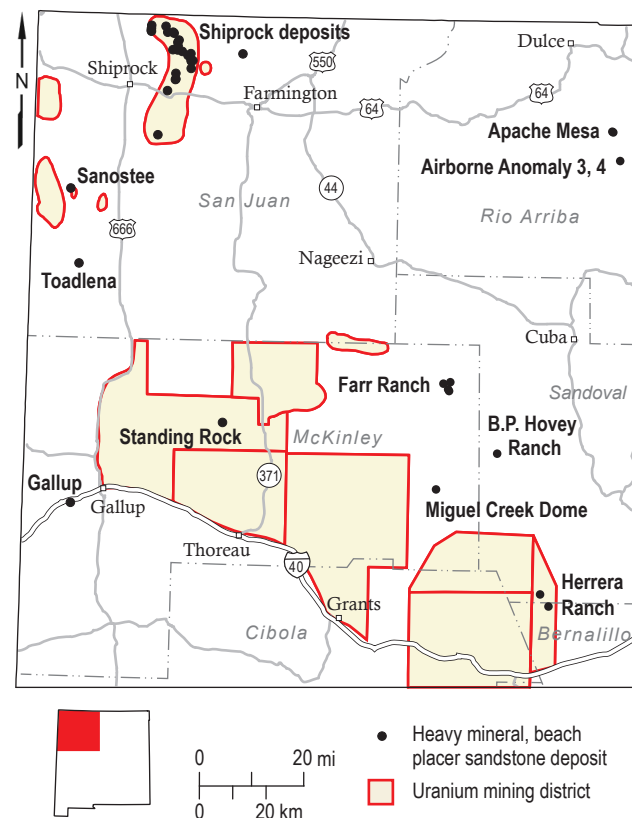 Shiprock deposits
550
Dulce
N
Shiprock
64
Farmington
64
64
Apache Mesa
Airborne Anomaly 3, 4
Sanostee
San Juan
44
Rio Arriba
666
Nageezi
Toadlena
Cuba
Farr Ranch
Sandoval
Standing Rock
McKinley
B.P. Hovey
Ranch
371
Gallup
Gallup
Miguel Creek Dome
Thoreau
40
Herrera
Ranch
Grants
Cibola
Bernalillo
0
20 mi
0
20 km
Heavy mineral, beach
placer sandstone deposit
Uranium mining district